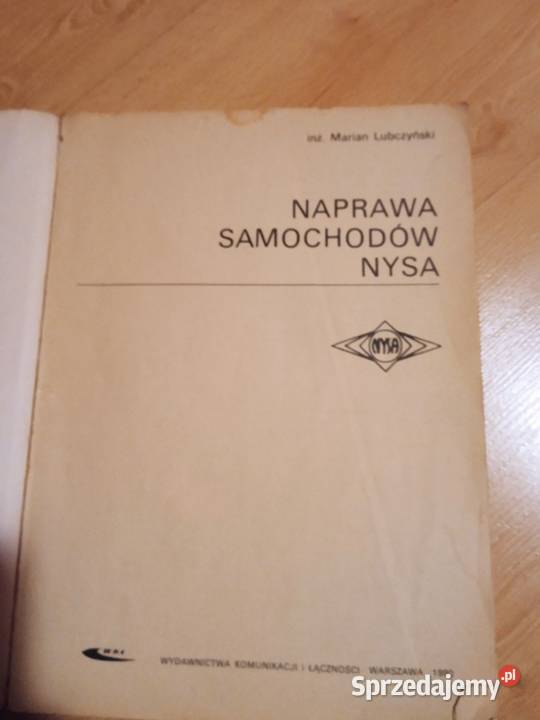 inż. Marian Lubczyński
NAPRAWA
SAMOCHODÓW
NYSA
NYSA
WYDAWNICTWA KOMUNIKACJI I ŁĄCZNOŚCI WARSZAWA
Sprzedajemy.pl